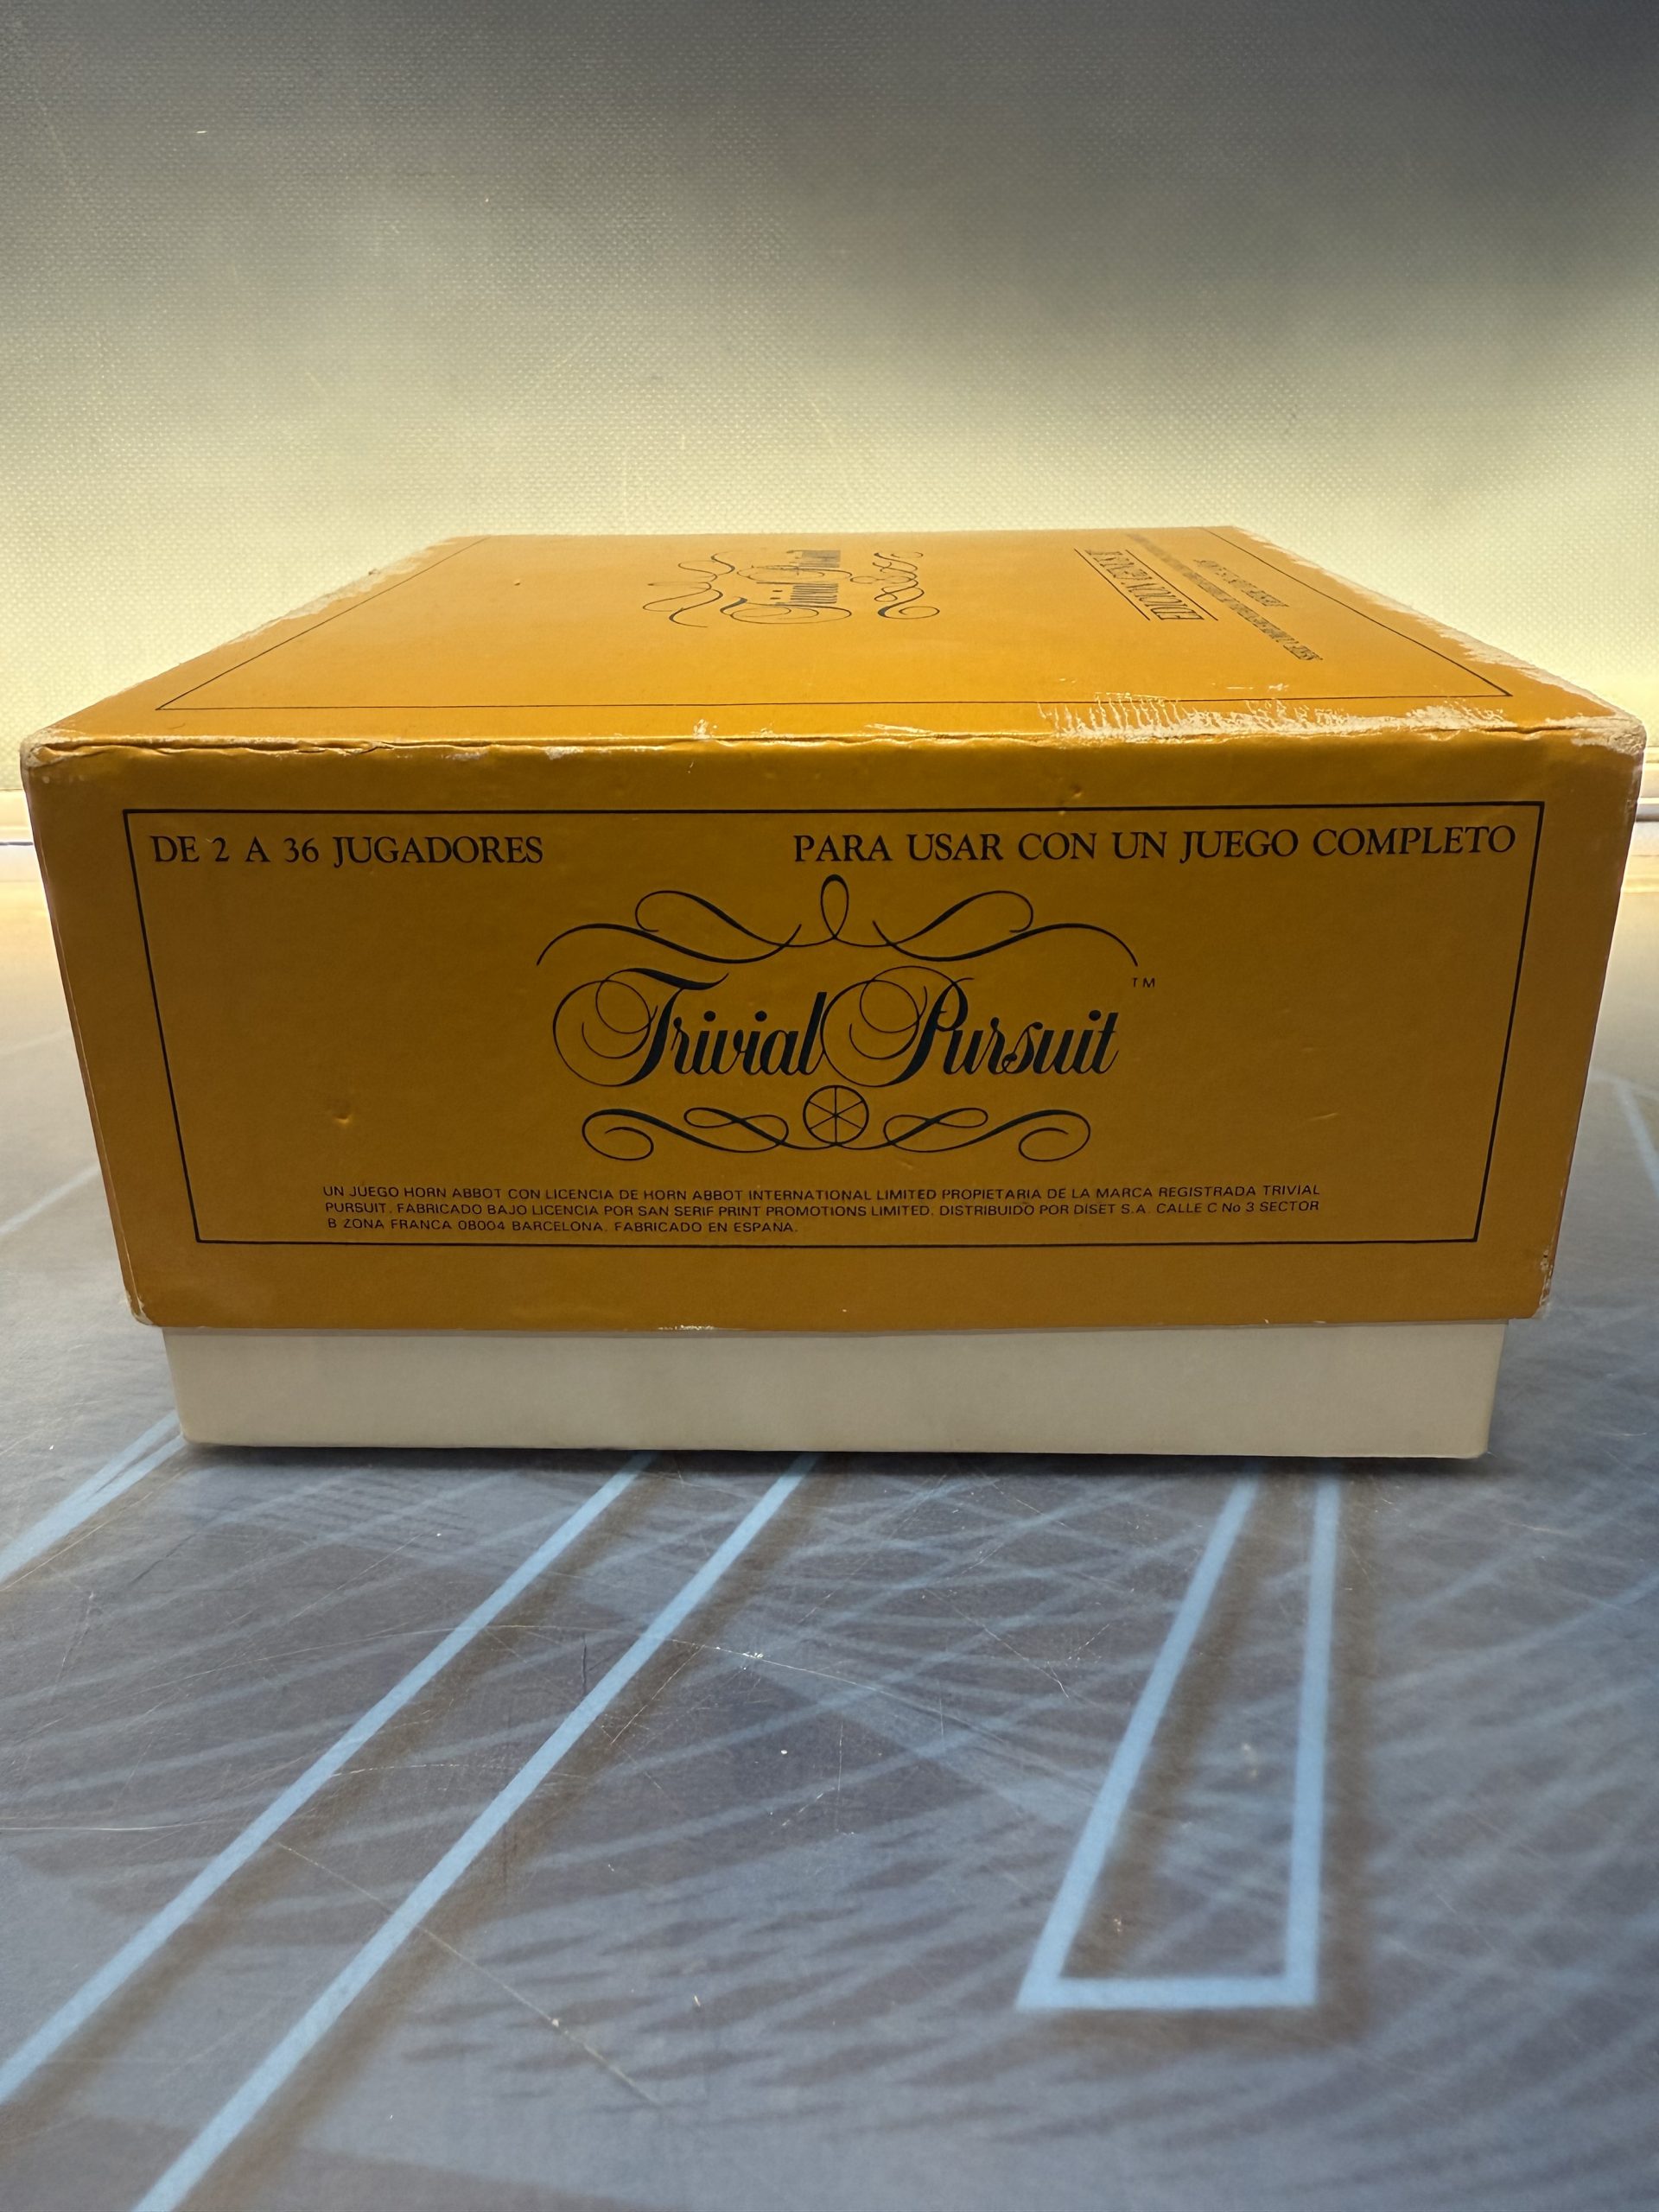 Trivial Pursuit
DE 2 A 36 JUGADORES
PARA USAR CON UN JUEGO COMPLETO
Trivial Pursuit ™
UN JUEGO HORN ABBOT CON LICENCIA DE HORN ABBOT INTERNATIONAL LIMITED PROPIETARIA DE LA MARCA REGISTRADA TRIVIAL
PURSUIT. FABRICADO BAJO LICENCIA POR SAN SERIF PRINT PROMOTIONS LIMITED. DISTRIBUIDO POR DISET S.A. CALLE C No 3 SECTOR
B ZONA FRANCA 08004 BARCELONA. FABRICADO EN ESPANA.